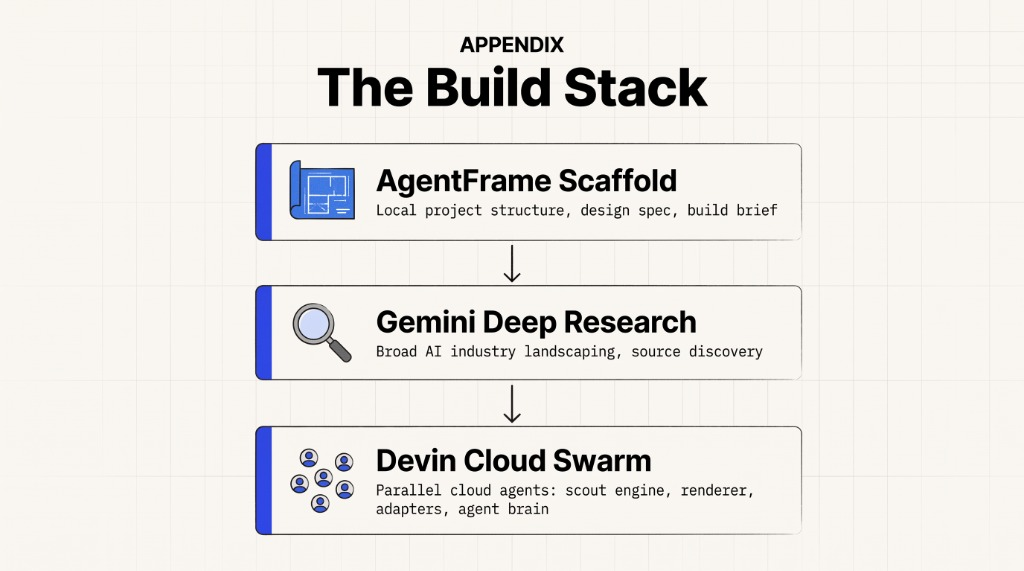 APPENDIX
The Build Stack
AgentFrame Scaffold
Local project structure, design spec, build brief
Gemini Deep Research
Broad AI industry landscaping, source discovery
Devin Cloud Swarm
Parallel cloud agents: scout engine, renderer,
adapters, agent brain